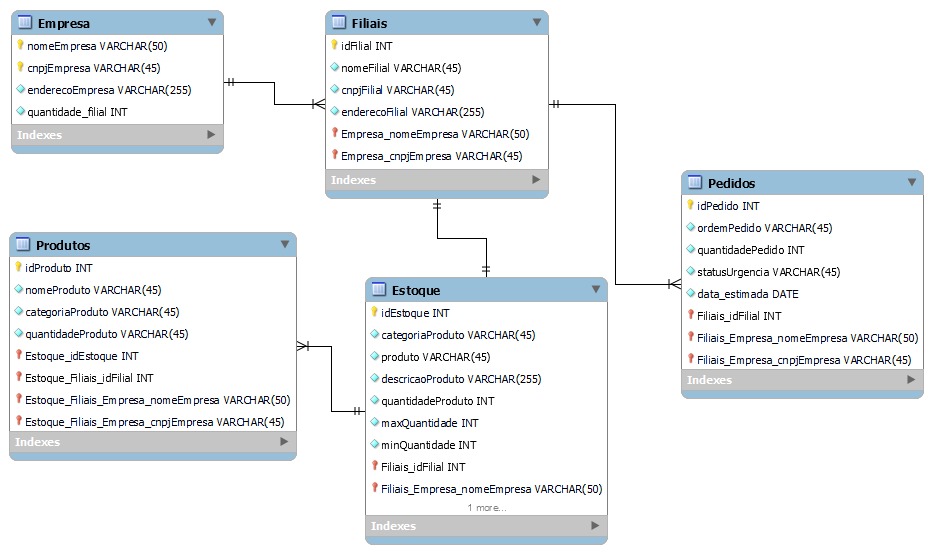 Empresa
nomeEmpresa VARCHAR(50)
cnpjEmpresa VARCHAR(45)
enderecoEmpresa VARCHAR(255)
quantidade_filial INT
Indexes
Filiais
idFilial INT
nomeFilial VARCHAR(45)
cnpjFilial VARCHAR(45)
enderecoFilial VARCHAR(255)
Empresa_nomeEmpresa VARCHAR(50)
Empresa_cnpjEmpresa VARCHAR(45)
Indexes
Pedidos
idPedido INT
ordemPedido VARCHAR(45)
quantidadePedido INT
statusUrgencia VARCHAR(45)
data_estimada DATE
Filiais_idFilial INT
Filiais_Empresa_nomeEmpresa VARCHAR(50)
Filiais_Empresa_cnpjEmpresa VARCHAR(45)
Indexes
Produtos
idProduto INT
nomeProduto VARCHAR(45)
categoriaProduto VARCHAR(45)
quantidadeProduto VARCHAR(45)
Estoque_idEstoque INT
Estoque_Filiais_idFilial INT
Estoque_Filiais_Empresa_nomeEmpresa VARCHAR(50)
Estoque_Filiais_Empresa_cnpjEmpresa VARCHAR(45)
Indexes
Estoque
idEstoque INT
categoriaProduto VARCHAR(45)
produto VARCHAR(45)
descricaoProduto VARCHAR(255)
quantidadeProduto INT
maxQuantidade INT
minQuantidade INT
Filiais_idFilial INT
Filiais_Empresa_nomeEmpresa VARCHAR(50)
1 more...
Indexes